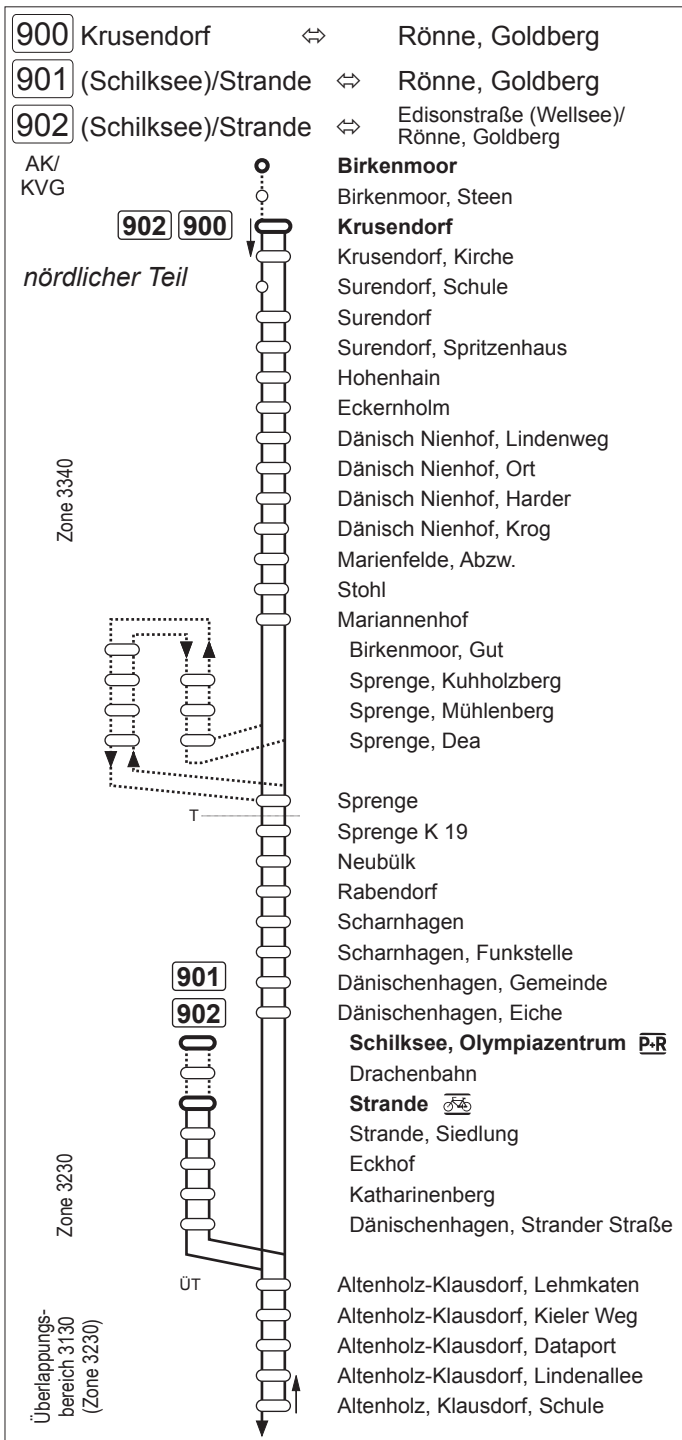 900 Krusendorf ⇔ Rönne, Goldberg
901 (Schilksee)/Strande ⇔ Rönne, Goldberg
902 (Schilksee)/Strande ⇔ Edisonstraße (Wellsee)/
Rönne, Goldberg
AK/
KVG
Birkenmoor
Birkenmoor, Steen
902 900 Krusendorf
Krusendorf, Kirche
nördlicher Teil
Surendorf, Schule
Surendorf
Surendorf, Spritzenhaus
Hohenhain
Eckernholm
Dänisch Nienhof, Lindenweg
Dänisch Nienhof, Ort
Zone 3340
Dänisch Nienhof, Harder
Dänisch Nienhof, Krog
Marienfelde, Abzw.
Stohl
Mariannenhof
Birkenmoor, Gut
Sprenge, Kuhholzberg
Sprenge, Mühlenberg
Sprenge, Dea
Sprenge
T
Sprenge K 19
Neubülk
Rabendorf
Scharnhagen
Scharnhagen, Funkstelle
901 Dänischenhagen, Gemeinde
902 Dänischenhagen, Eiche
Schilksee, Olympiazentrum P+R
Drachenbahn
Strande
Strande, Siedlung
Eckhof
Zone 3230
Katharinenberg
Dänischenhagen, Strander Straße
ÜT
Altenholz-Klausdorf, Lehmkaten
Altenholz-Klausdorf, Kieler Weg
Altenholz-Klausdorf, Dataport
Altenholz-Klausdorf, Lindenallee
Altenholz, Klausdorf, Schule
Überlappungs-
bereich 3130
(Zone 3230)